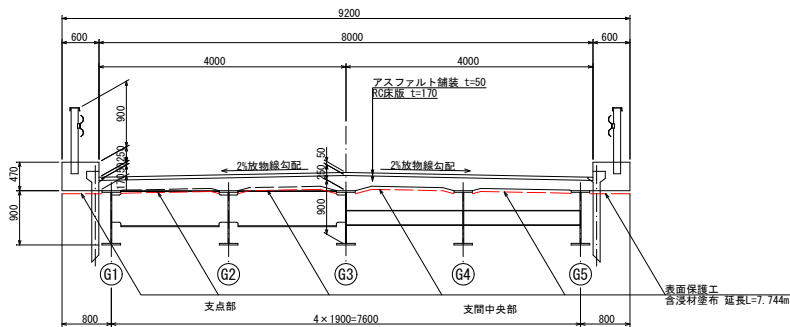 9200
600
8000
600
4000
4000
アスファルト舗装 t=50
RC床版 t=170
900
250
50
170
470
900
2%放物線勾配
2%放物線勾配
50
250
900
G1
G2
G3
G4
G5
支点部
支間中央部
表面保護工
含浸材塗布 延長L=7.744m
800
4×1900=7600
800